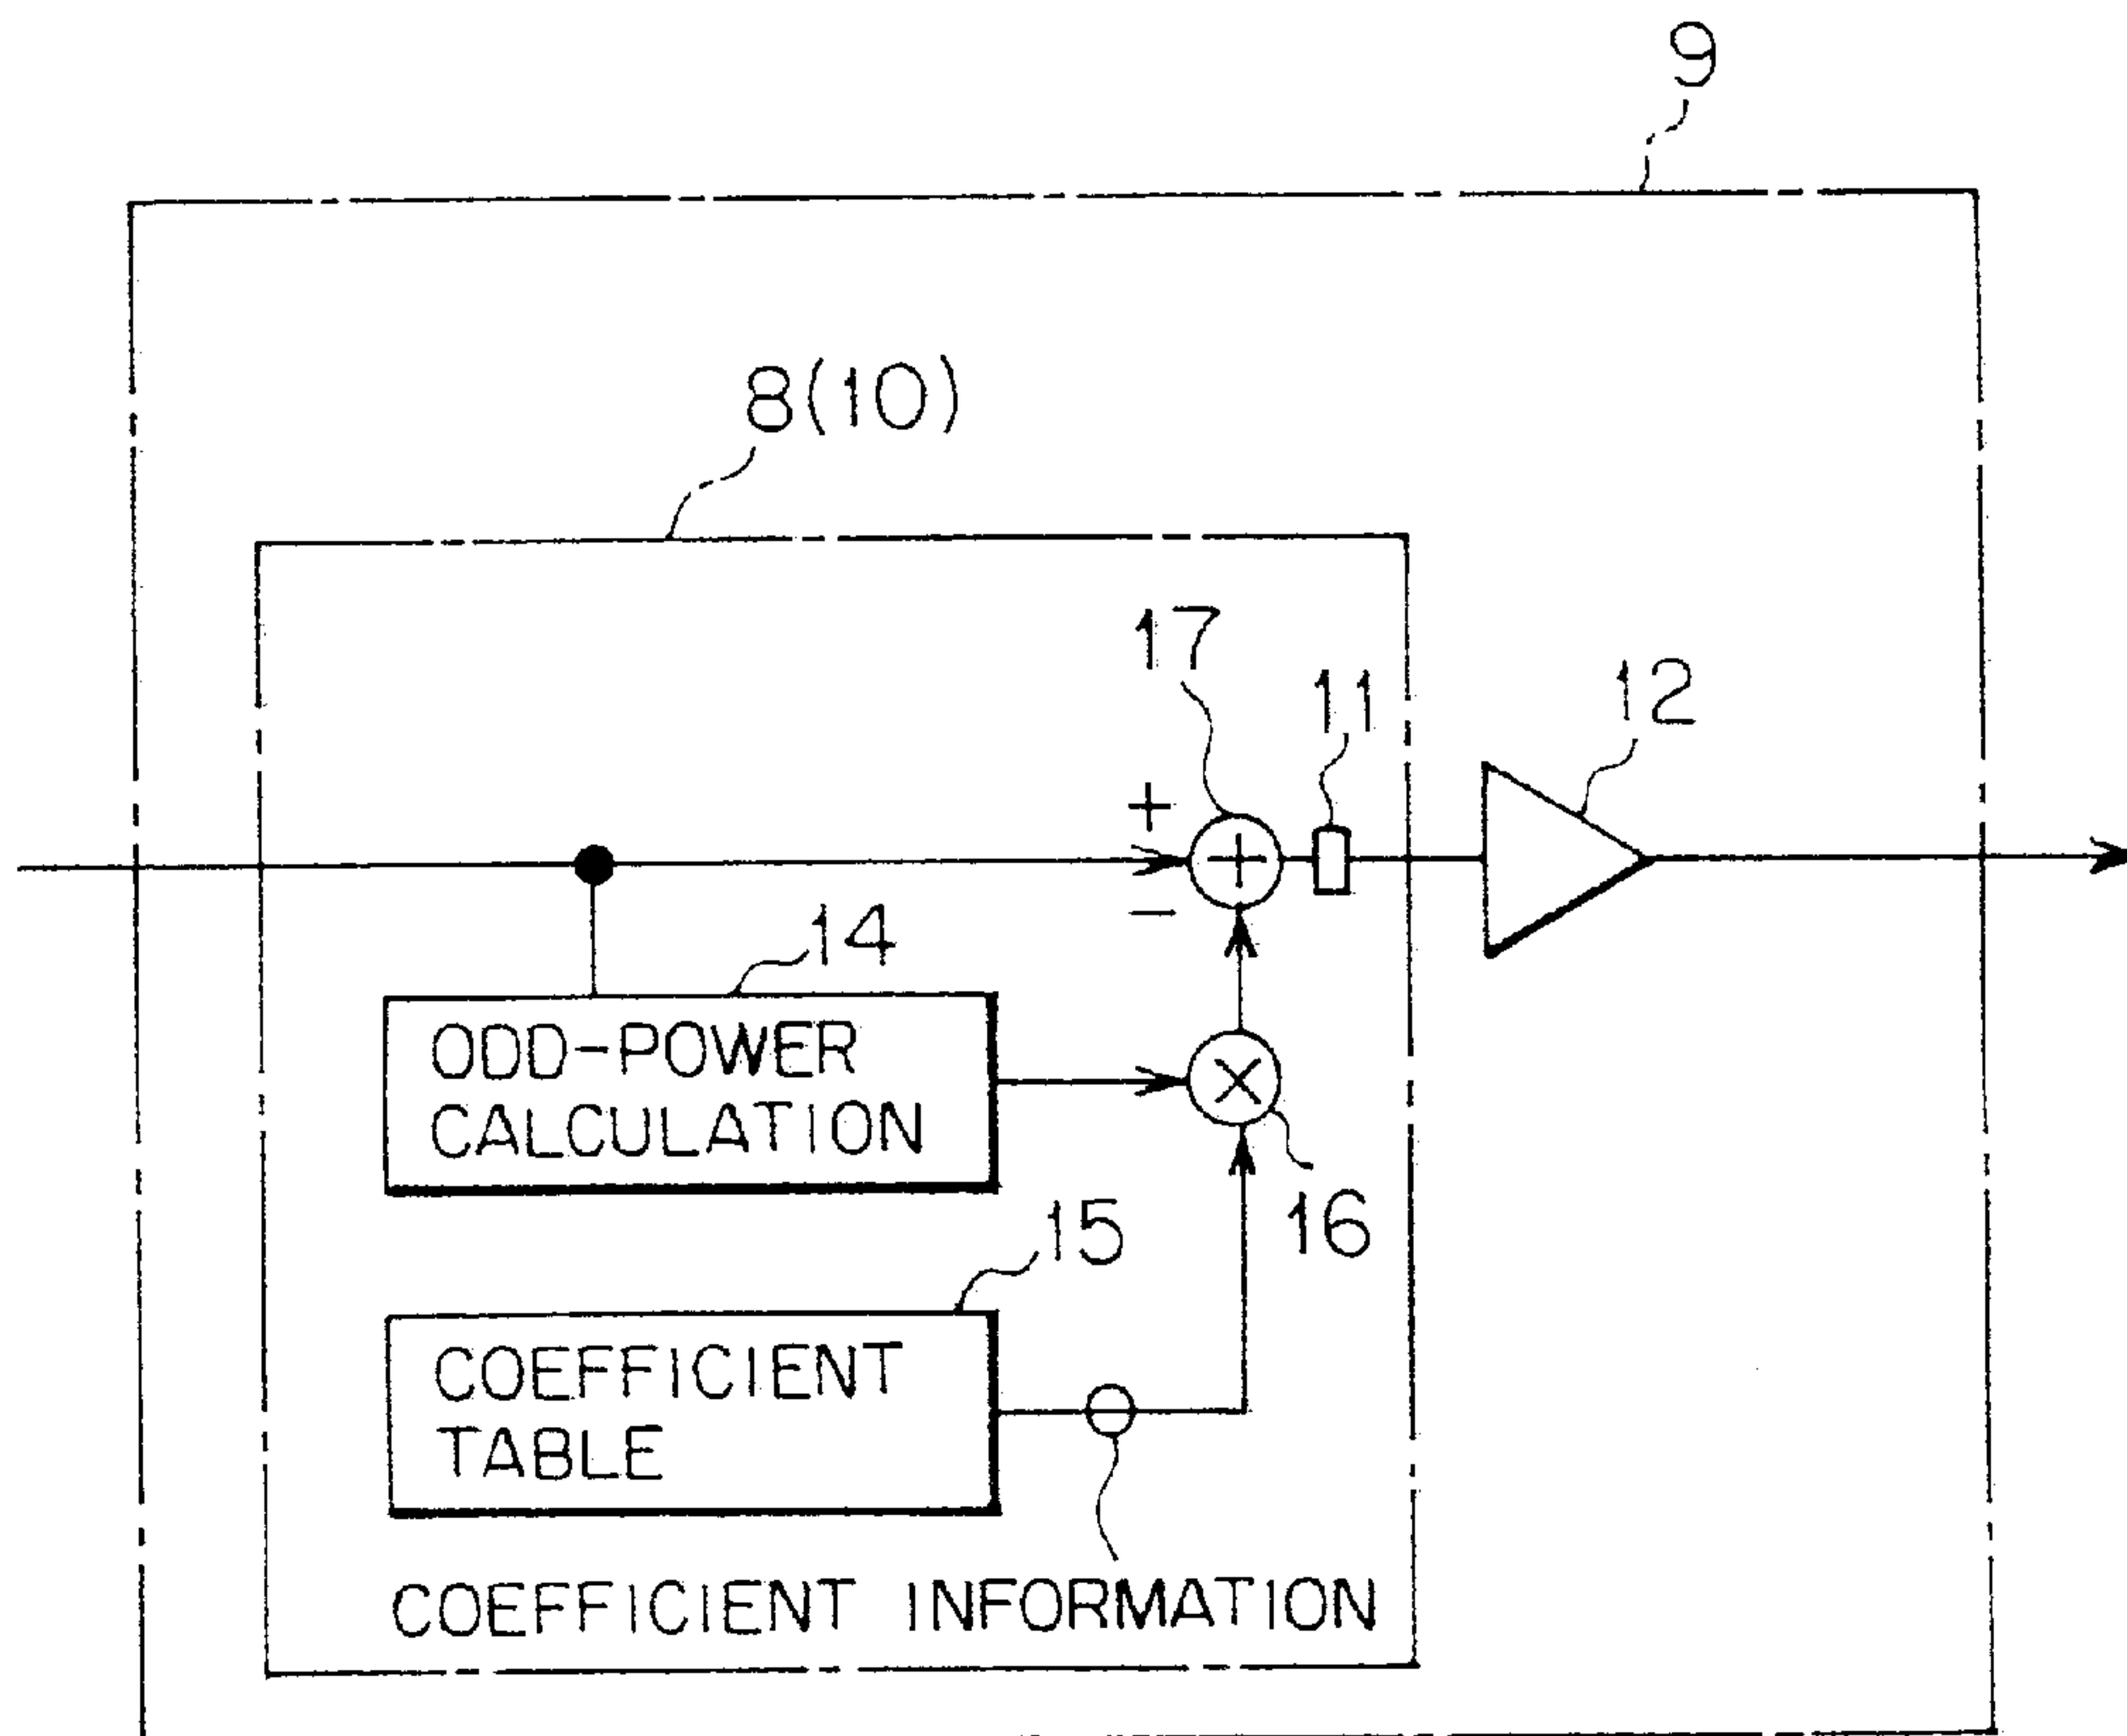 9
8(10)
17
11
12
+
−
14
ODD-POWER
CALCULATION
16
15
COEFFICIENT
TABLE
COEFFICIENT INFORMATION